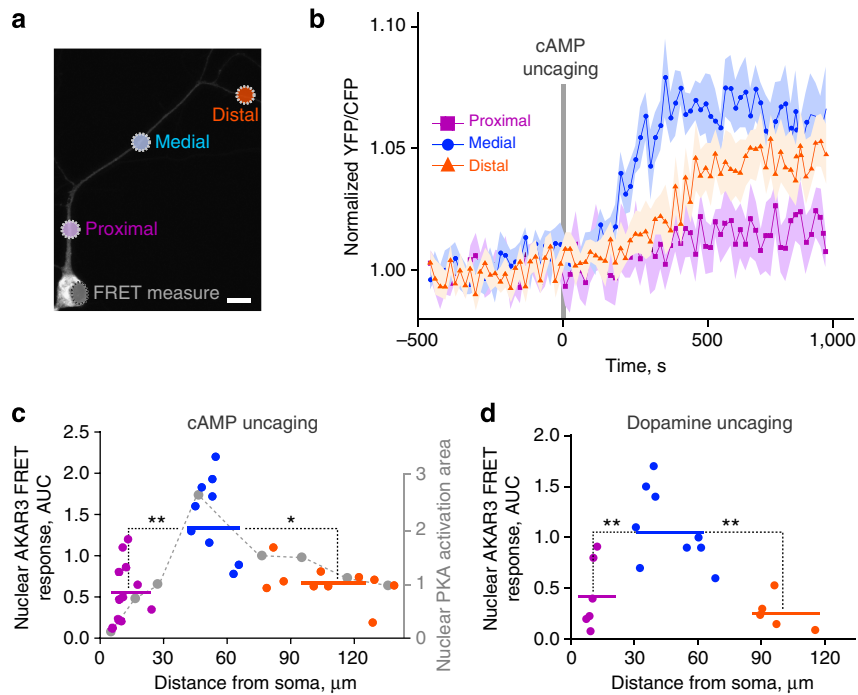 a
Distal
Medial
Proximal
FRET measure
b
Normalized YFP/CFP
1.10
1.05
1.00
cAMP
uncaging
Proximal
Medial
Distal
–500
0
500
1,000
Time, s
c
cAMP uncaging
Nuclear AKAR3 FRET
response, AUC
2.5
2.0
1.5
1.0
0.5
0.0
**
*
3
2
1
0
Nuclear PKA activation area
0
30
60
90
120
Distance from soma, μm
d
Dopamine uncaging
Nuclear AKAR3 FRET
response, AUC
2.0
1.5
1.0
0.5
0
**
**
0
30
60
90
120
Distance from soma, μm